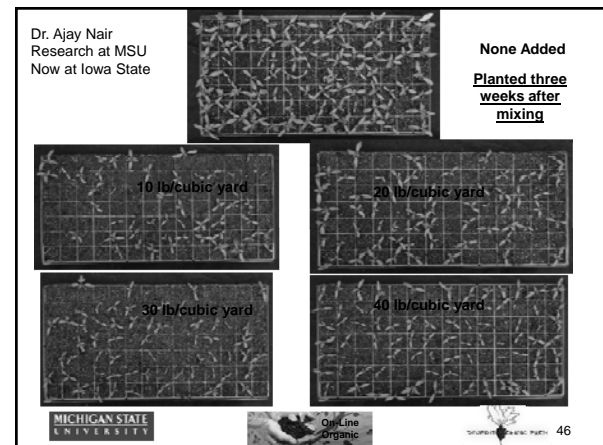 Dr. Ajay Nair
Research at MSU
Now at Iowa State
None Added
Planted three
weeks after
mixing
10 lb/cubic yard
20 lb/cubic yard
30 lb/cubic yard
40 lb/cubic yard
MICHIGAN STATE
UNIVERSITY
On-Line
Organic
46